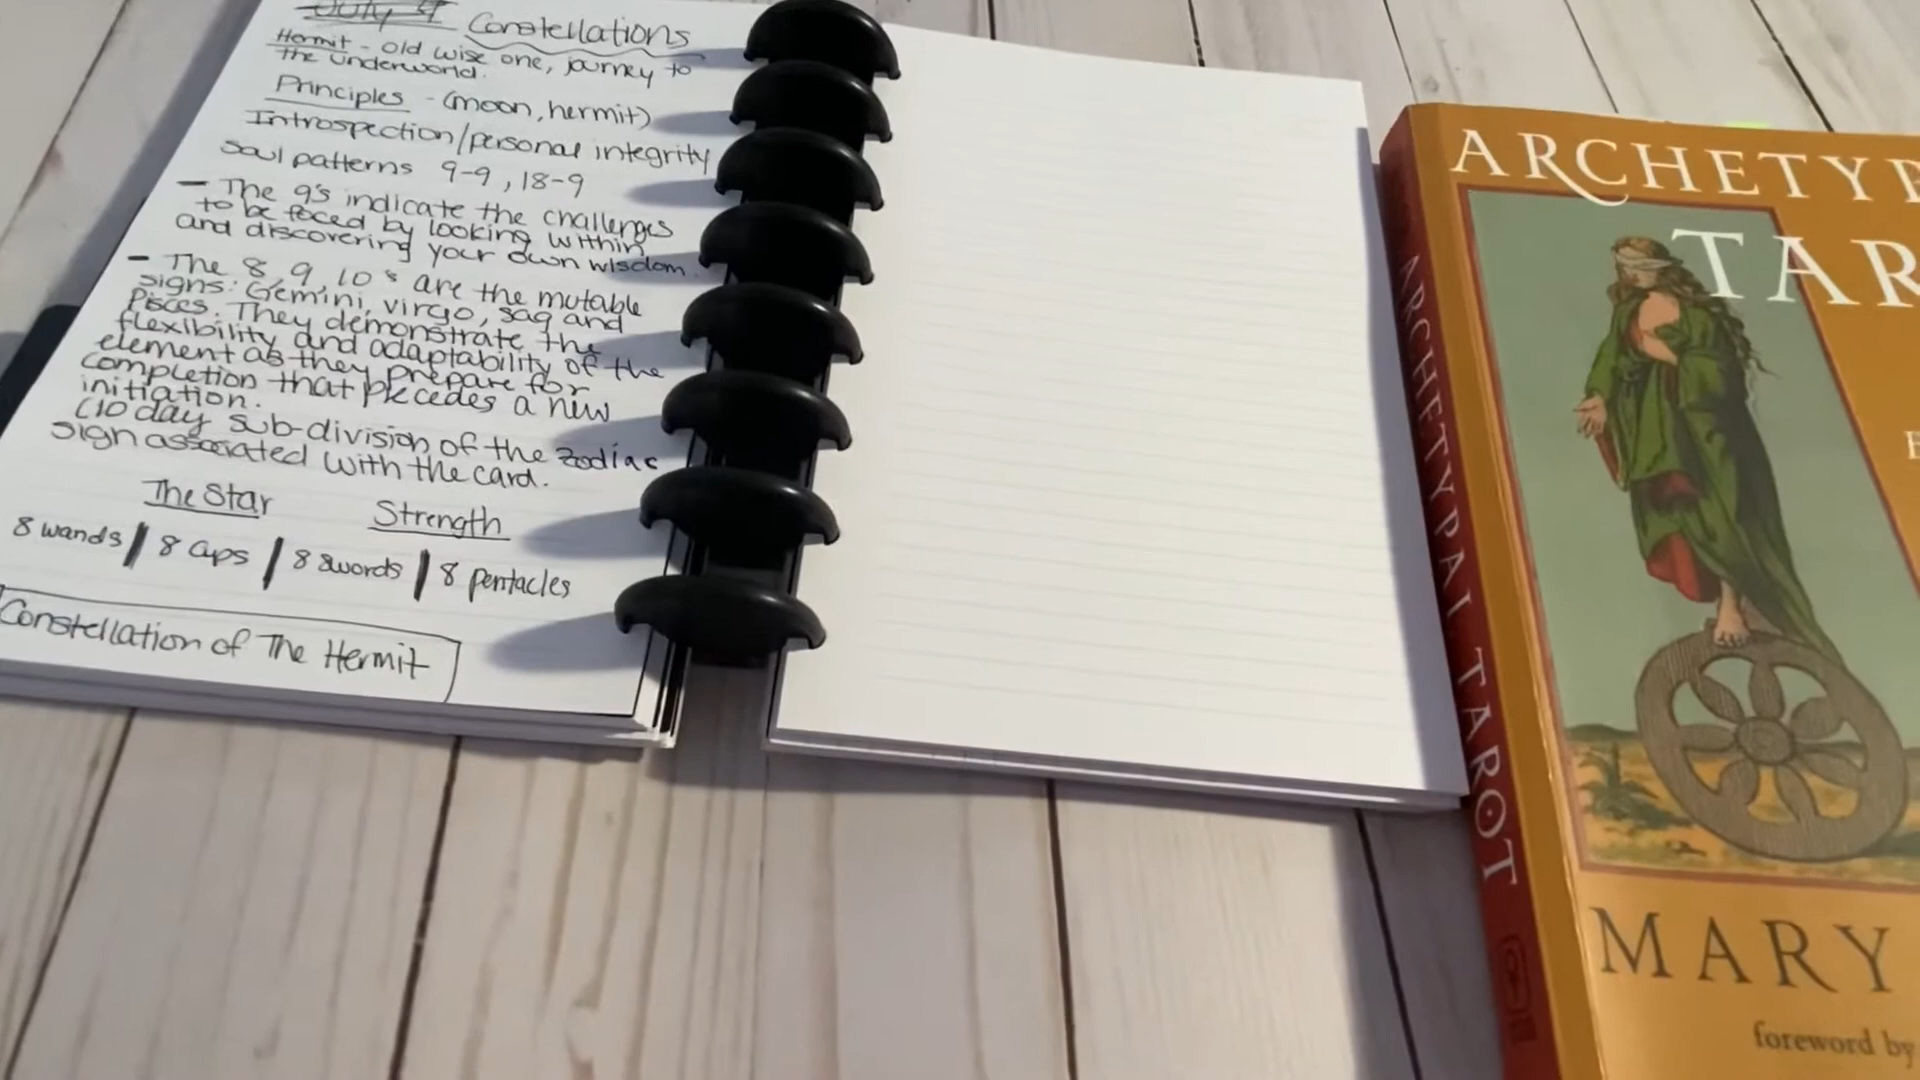 July 4 Constellations
Hermit - Old wise one, journey to
the underworld.
Principles - (moon, hermit)
Introspection/personal integrity
Soul patterns 9-9, 18-9
- The 9's indicate the challenges
to be faced by looking within
and discovering your own wisdom.
- The 8, 9, 10's are the mutable
signs: Gemini, virgo, sag and
Pisces. They demonstrate the
flexibility and adaptability of the
element as they prepare for
completion that precedes a new
initiation.
(10 day sub-division of the zodiac
sign associated with the card.
The Star Strength
8 wands | 8 cups | 8 swords | 8 pentacles
Constellation of The Hermit
ARCHETYPAL TAROT
ARCHETYP
TAR
MARY
foreword by